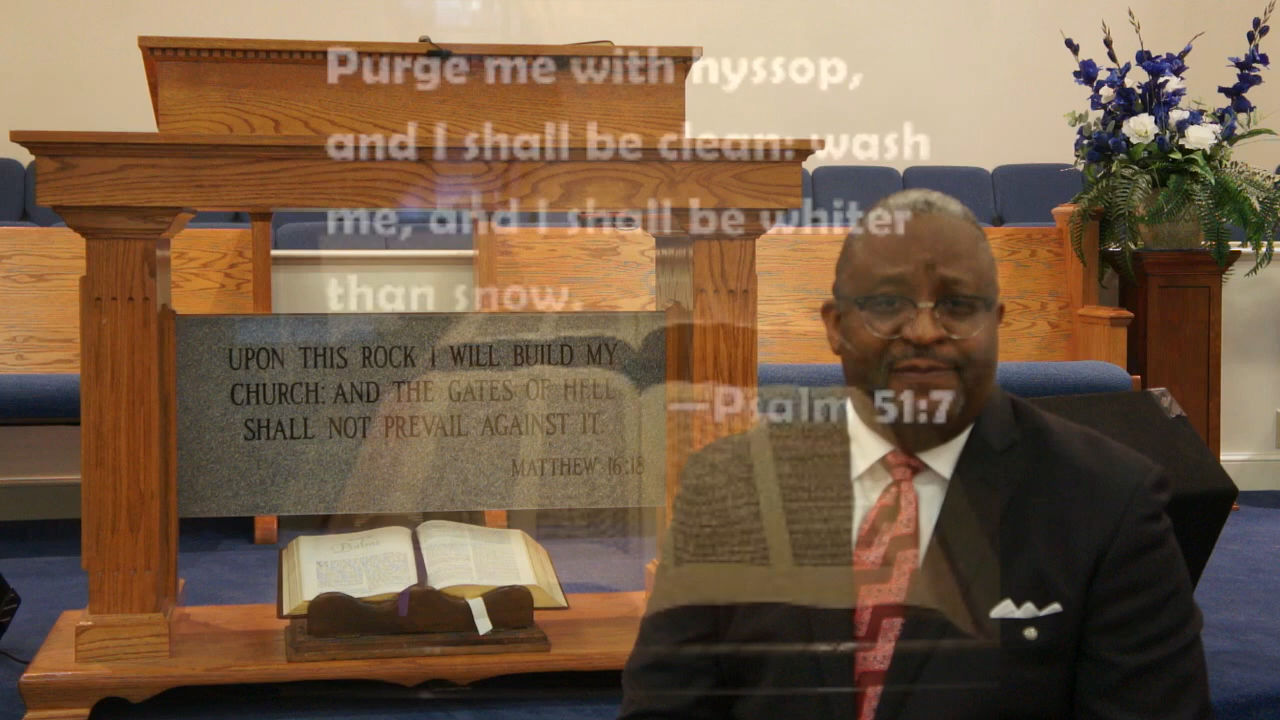 Purge me with hyssop,
and I shall be clean: wash
me, and I shall be whiter
than snow.
—Psalm 51:7
UPON THIS ROCK I WILL BUILD MY
CHURCH: AND THE GATES OF HELL
SHALL NOT PREVAIL AGAINST IT.
MATTHEW 16:18
Psalms